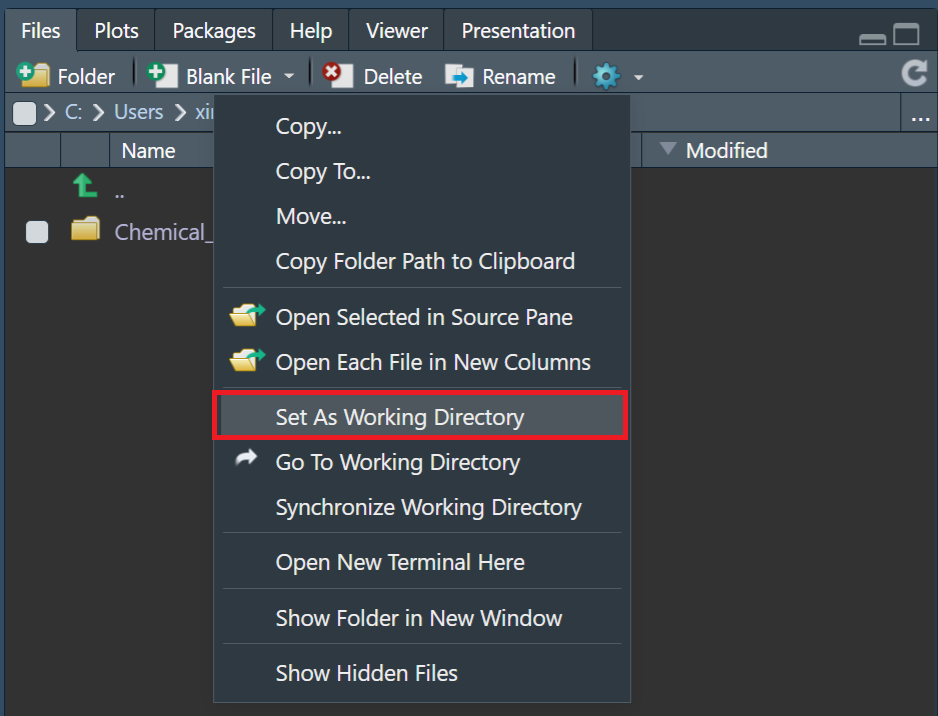 Files Plots Packages Help Viewer Presentation
Folder Blank File Delete Rename
C: Users ...
Name Modified
..
Chemical_
Copy...
Copy To...
Move...
Copy Folder Path to Clipboard
Open Selected in Source Pane
Open Each File in New Columns
Set As Working Directory
Go To Working Directory
Synchronize Working Directory
Open New Terminal Here
Show Folder in New Window
Show Hidden Files